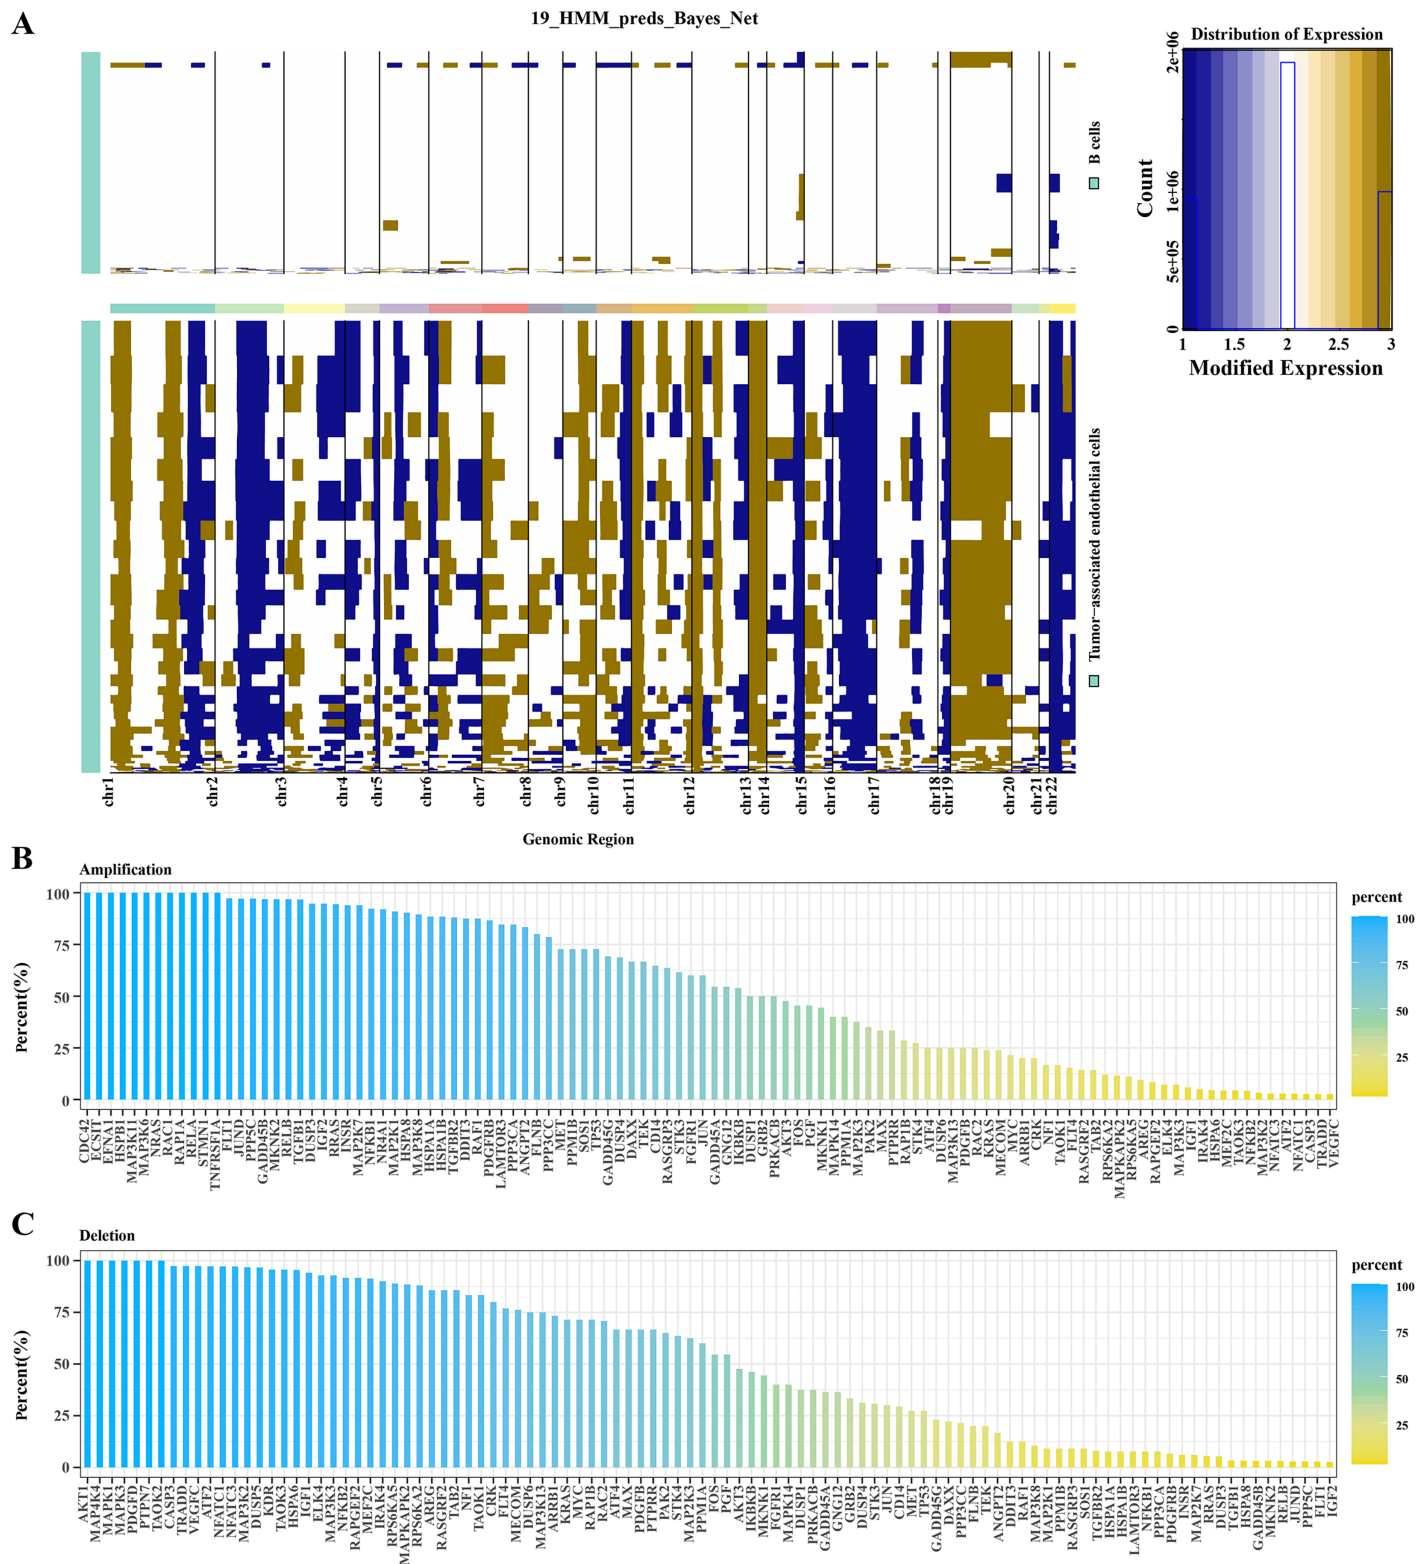 A
19_HMM_preds_Bayes_Net
Distribution of Expression
Count
0
5e+05
1e+06
2e+06
1
1.5
2
2.5
3
Modified Expression
B cells
Tumor−associated endothelial cells
chr1
chr2
chr3
chr4
chr5
chr6
chr7
chr8
chr9
chr10
chr11
chr12
chr13
chr14
chr15
chr16
chr17
chr18
chr19
chr20
chr21
chr22
Genomic Region
B
Amplification
Percent(%)
100
75
50
25
0
percent
100
75
50
25
CDC42
ECSIT
EFNA1
HSPB1
MAP3K11
MAP3K6
NRAS
RAC1
RAP1A
RELA
STMN1
TNFRSF1A
FLT1
JUND
PPP5C
GADD45B
MKNK2
RELB
TGFB1
DUSP3
IGF2
RRAS
INSR
MAP2K7
NFKB1
NR4A1
MAP2K1
HSPA8
MAP3K8
HSPA1A
HSPA1B
TGFBR2
DDIT3
RAF1
PDGFRB
LAMTOR3
PPP3CA
ANGPT2
FLNB
PPP3CC
MEF1
PPM1B
SOS1
TP53
GADD45G
DUSP4
DAXX
TEK
CD14
RASGRP3
STK3
FGFR1
JUN
GADD45A
GNG12
IKBKB
DUSP1
GRB2
PRKACB
AKT3
FOS
PGF
MKNK1
MAPK14
PPM1A
MAP2K3
PAK2
MAX
PTPRR
RAP1B
STK4
ATF4
DUSP6
MAP3K13
PDGFB
RAC2
KRAS
MECOM
MYC
ARRB1
CRK
NF1
TAOK1
FLT4
RASGRF2
TAB2
RPS6KA2
MAPKAPK2
RPS6KA5
AREG
RAPGEF2
ELK4
MAP3K3
IGF1
IRAK4
HSPA6
MEF2C
TAOK3
NFKB2
MAP3K2
NFATC3
ATF2
NFATC1
CASP3
TRADD
VEGFC
C
Deletion
Percent(%)
100
75
50
25
0
percent
100
75
50
25
AKT1
MAP4K4
MAPK1
MAPK3
PDGFD
PTPN7
TAOK2
CASP3
TRADD
VEGFC
ATF2
NFATC1
NFATC3
MAP3K2
DUSP5
KDR
TAOK3
HSPA6
IGF1
ELK4
MAP3K3
NFKB2
RAPGEF2
MEF2C
IRAK4
RPS6KA5
MAPKAPK2
RPS6KA2
AREG
RASGRF2
TAB2
NF1
TAOK1
CRK
FLT4
MECOM
DUSP6
MAP3K13
ARRB1
KRAS
MYC
RAP1B
RAC2
ATF4
MAX
PDGFB
PTPRR
PAK2
STK4
MAP2K3
PPM1A
FOS
PGF
AKT3
IKBKB
MKNK1
FGFR1
MAPK14
DUSP1
PRKACB
GADD45A
GNG12
GRB2
DUSP4
STK3
JUN
CD14
MET
TP53
GADD45G
DAXX
PPP3CC
FLNB
TEK
ANGPT2
DDIT3
RAF1
MAP3K8
MAP2K1
PPM1B
RASGRP3
SOS1
TGFBR2
HSPA1A
HSPA1B
LAMTOR3
NFKB1
PPP3CA
PDGFRB
INSR
MAP2K7
RRAS
DUSP3
TGFB1
HSPA8
GADD45B
MKNK2
RELB
JUND
PPP5C
FLT1
IGF2